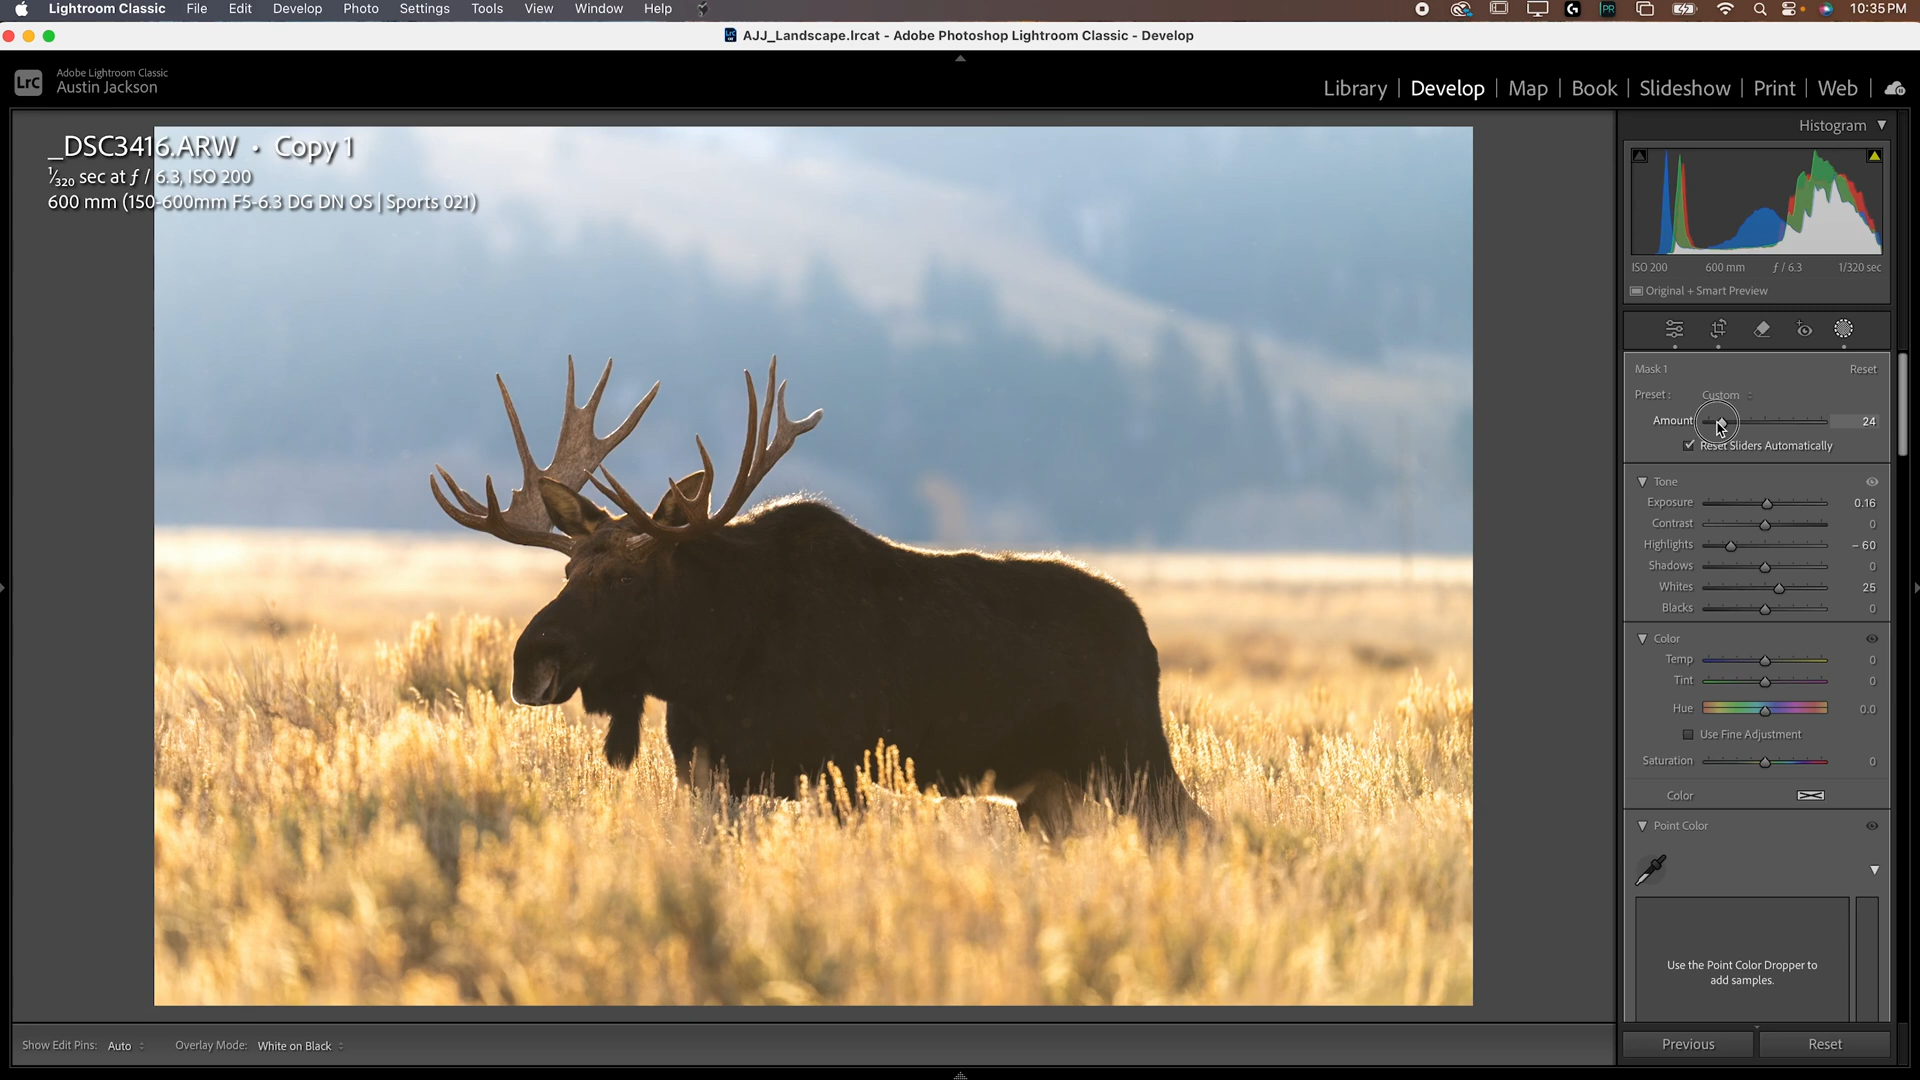 Lightroom Classic File Edit Develop Photo Settings Tools View Window Help PR 10:35PM
Lrc AJJ_Landscape.lrcat - Adobe Photoshop Lightroom Classic - Develop
LrC Adobe Lightroom Classic
Austin Jackson
Library | Develop | Map | Book | Slideshow | Print | Web
_DSC3416.ARW • Copy 1
1/320 sec at ƒ / 6.3, ISO 200
600 mm (150-600mm F5-6.3 DG DN OS | Sports 021)
Histogram
ISO 200 600 mm ƒ / 6.3 1/320 sec
Original + Smart Preview
Mask 1 Reset
Preset : Custom
Amount 24
Reset Sliders Automatically
Tone
Exposure 0.16
Contrast 0
Highlights – 60
Shadows 0
Whites 25
Blacks 0
Color
Temp 0
Tint 0
Hue 0.0
Use Fine Adjustment
Saturation 0
Color
Point Color
Use the Point Color Dropper to
add samples.
Previous Reset
Show Edit Pins: Auto Overlay Mode: White on Black